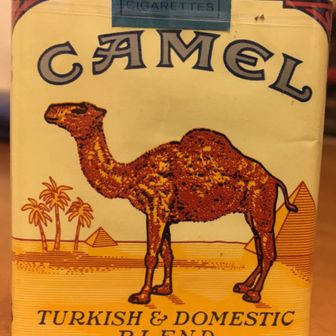 CIGARETTES
CAMEL
TURKISH & DOMESTIC
BLEND